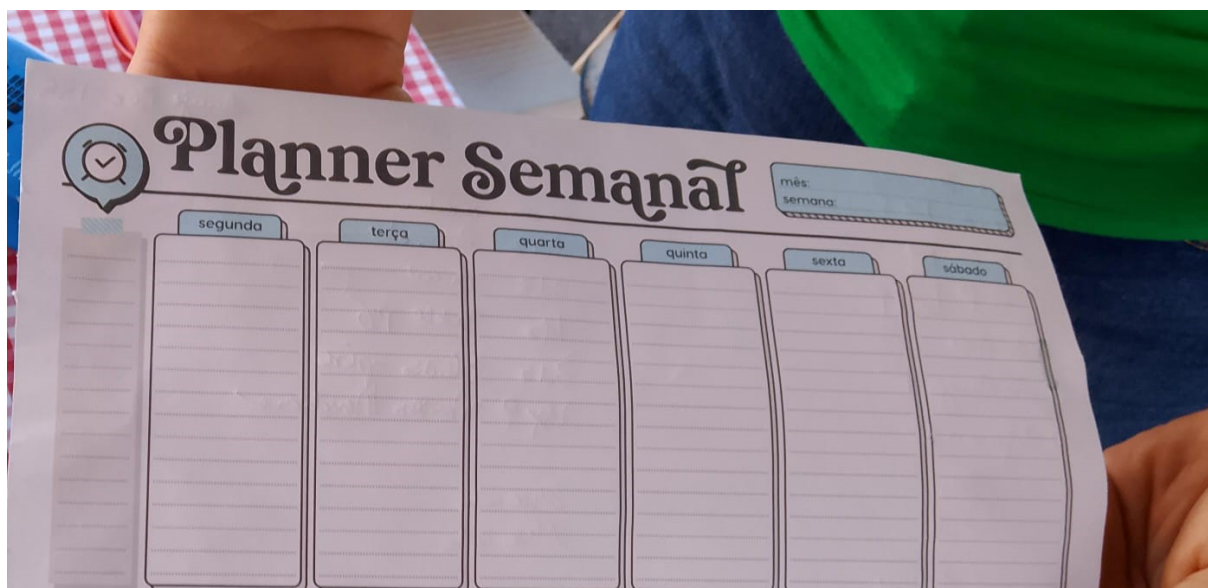 Planner Semanal
mês:
semana:
segunda
terça
quarta
quinta
sexta
sábado